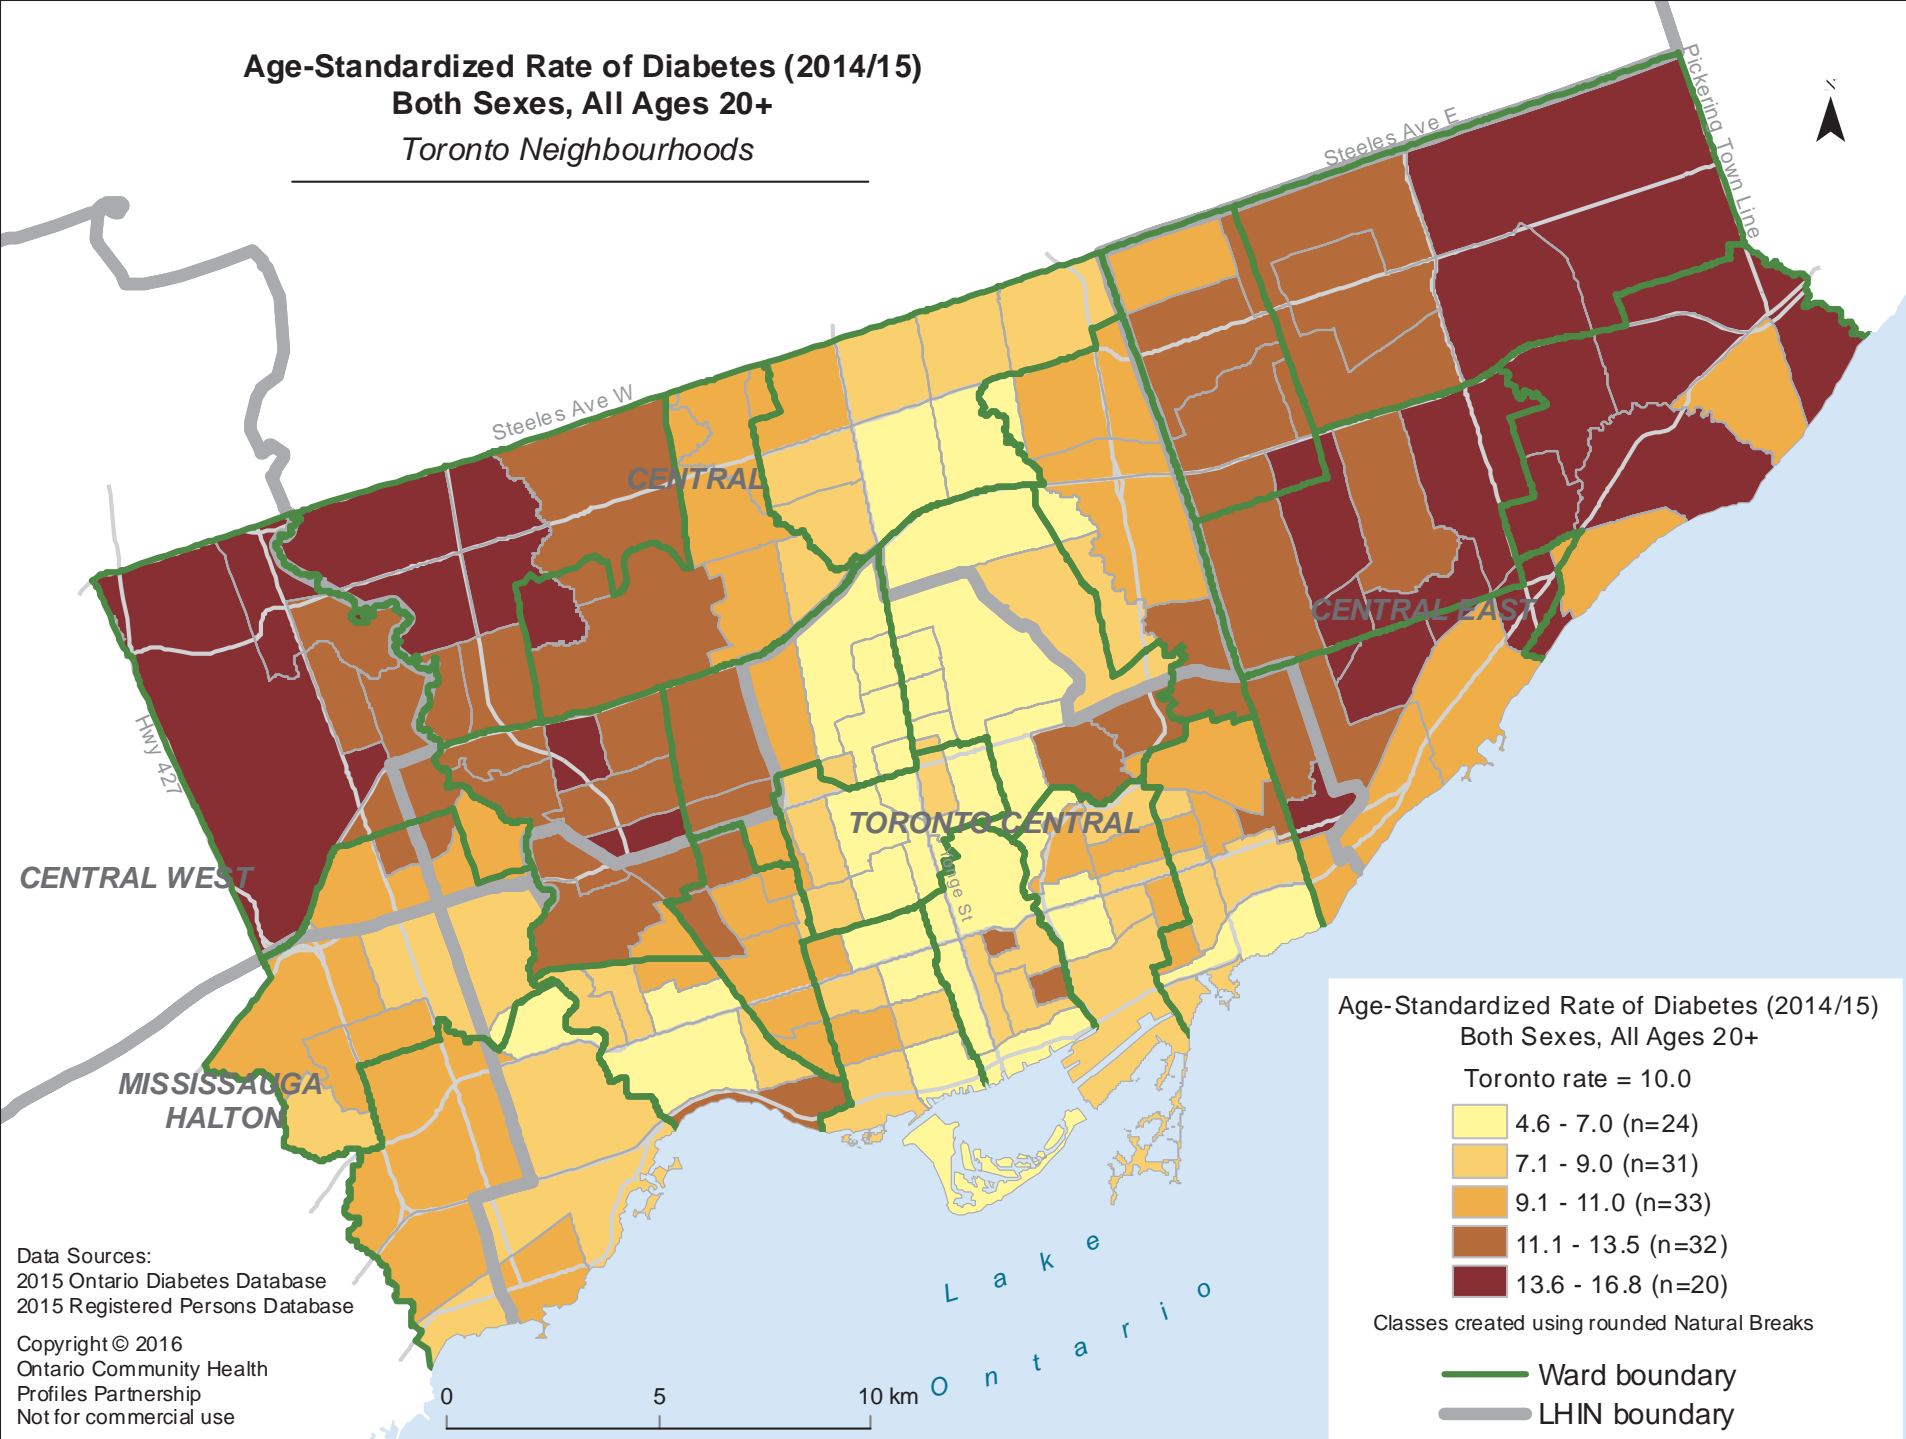 Age-Standardized Rate of Diabetes (2014/15)
Both Sexes, All Ages 20+
Toronto Neighbourhoods
N
Steeles Ave E
Pickering Town Line
Steeles Ave W
CENTRAL
CENTRAL EAST
Hwy 427
TORONTO CENTRAL
Yonge St
CENTRAL WEST
MISSISSAUGA
HALTON
Lake
Ontario
Data Sources:
2015 Ontario Diabetes Database
2015 Registered Persons Database
Copyright © 2016
Ontario Community Health
Profiles Partnership
Not for commercial use
0 5 10 km
Age-Standardized Rate of Diabetes (2014/15)
Both Sexes, All Ages 20+
Toronto rate = 10.0
4.6 - 7.0 (n=24)
7.1 - 9.0 (n=31)
9.1 - 11.0 (n=33)
11.1 - 13.5 (n=32)
13.6 - 16.8 (n=20)
Classes created using rounded Natural Breaks
Ward boundary
LHIN boundary